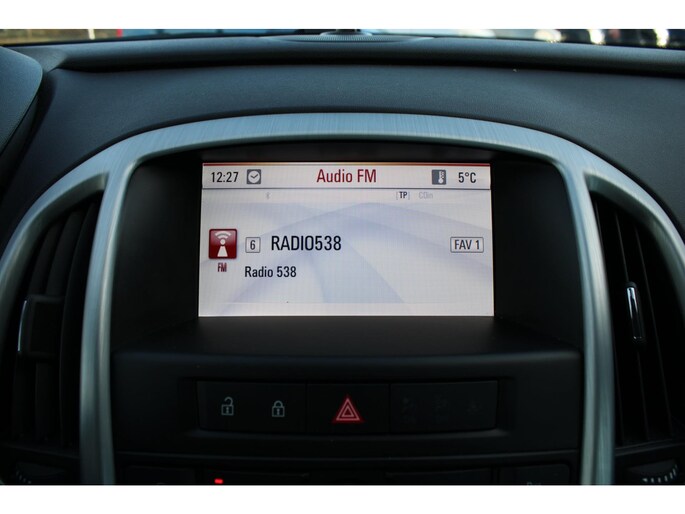 12:27 Audio FM 5°C
[TP]
6 RADIO538 FAV 1
FM Radio 538